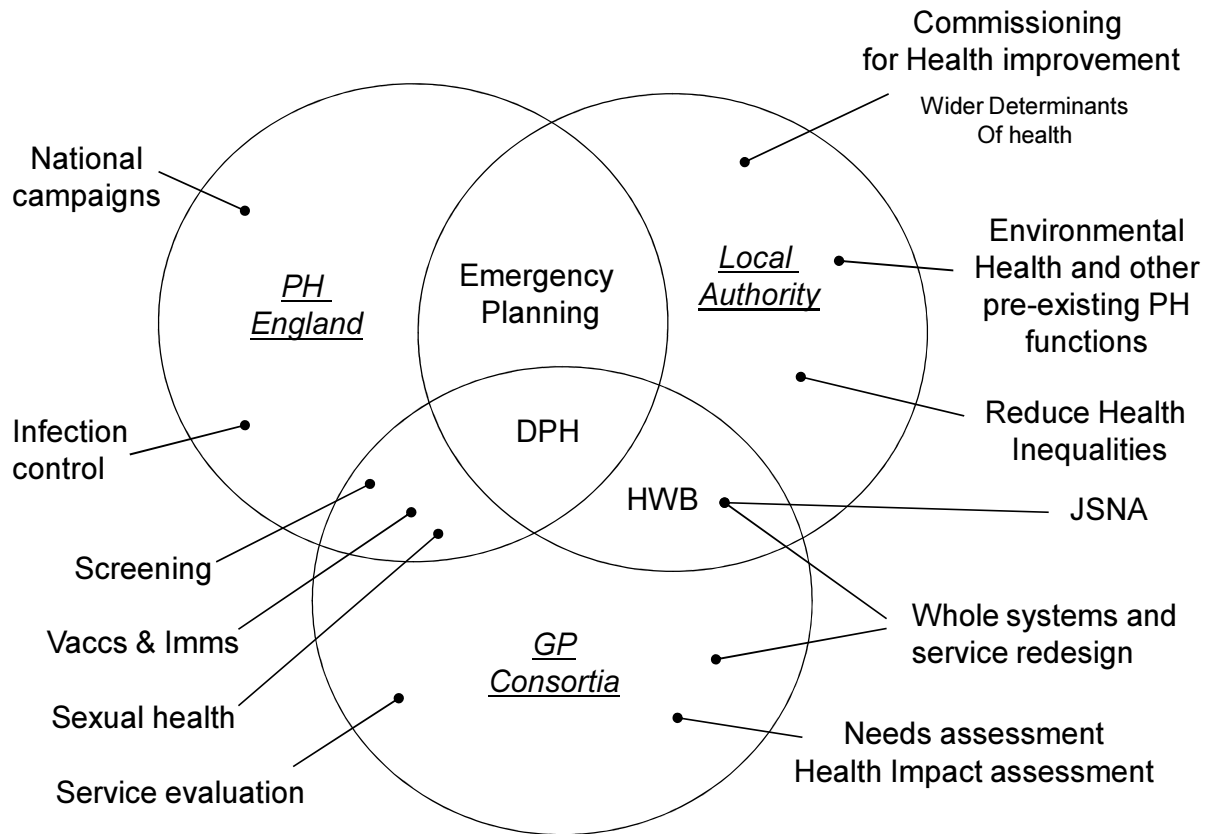 Commissioning
for Health improvement
Wider Determinants
Of health
National
campaigns
Environmental
Health and other
pre-existing PH
functions
PH
England
Emergency
Planning
Local
Authority
Infection
control
DPH
Reduce Health
Inequalities
HWB
JSNA
Screening
Vaccs & Imms
Whole systems and
service redesign
GP
Consortia
Sexual health
Needs assessment
Health Impact assessment
Service evaluation